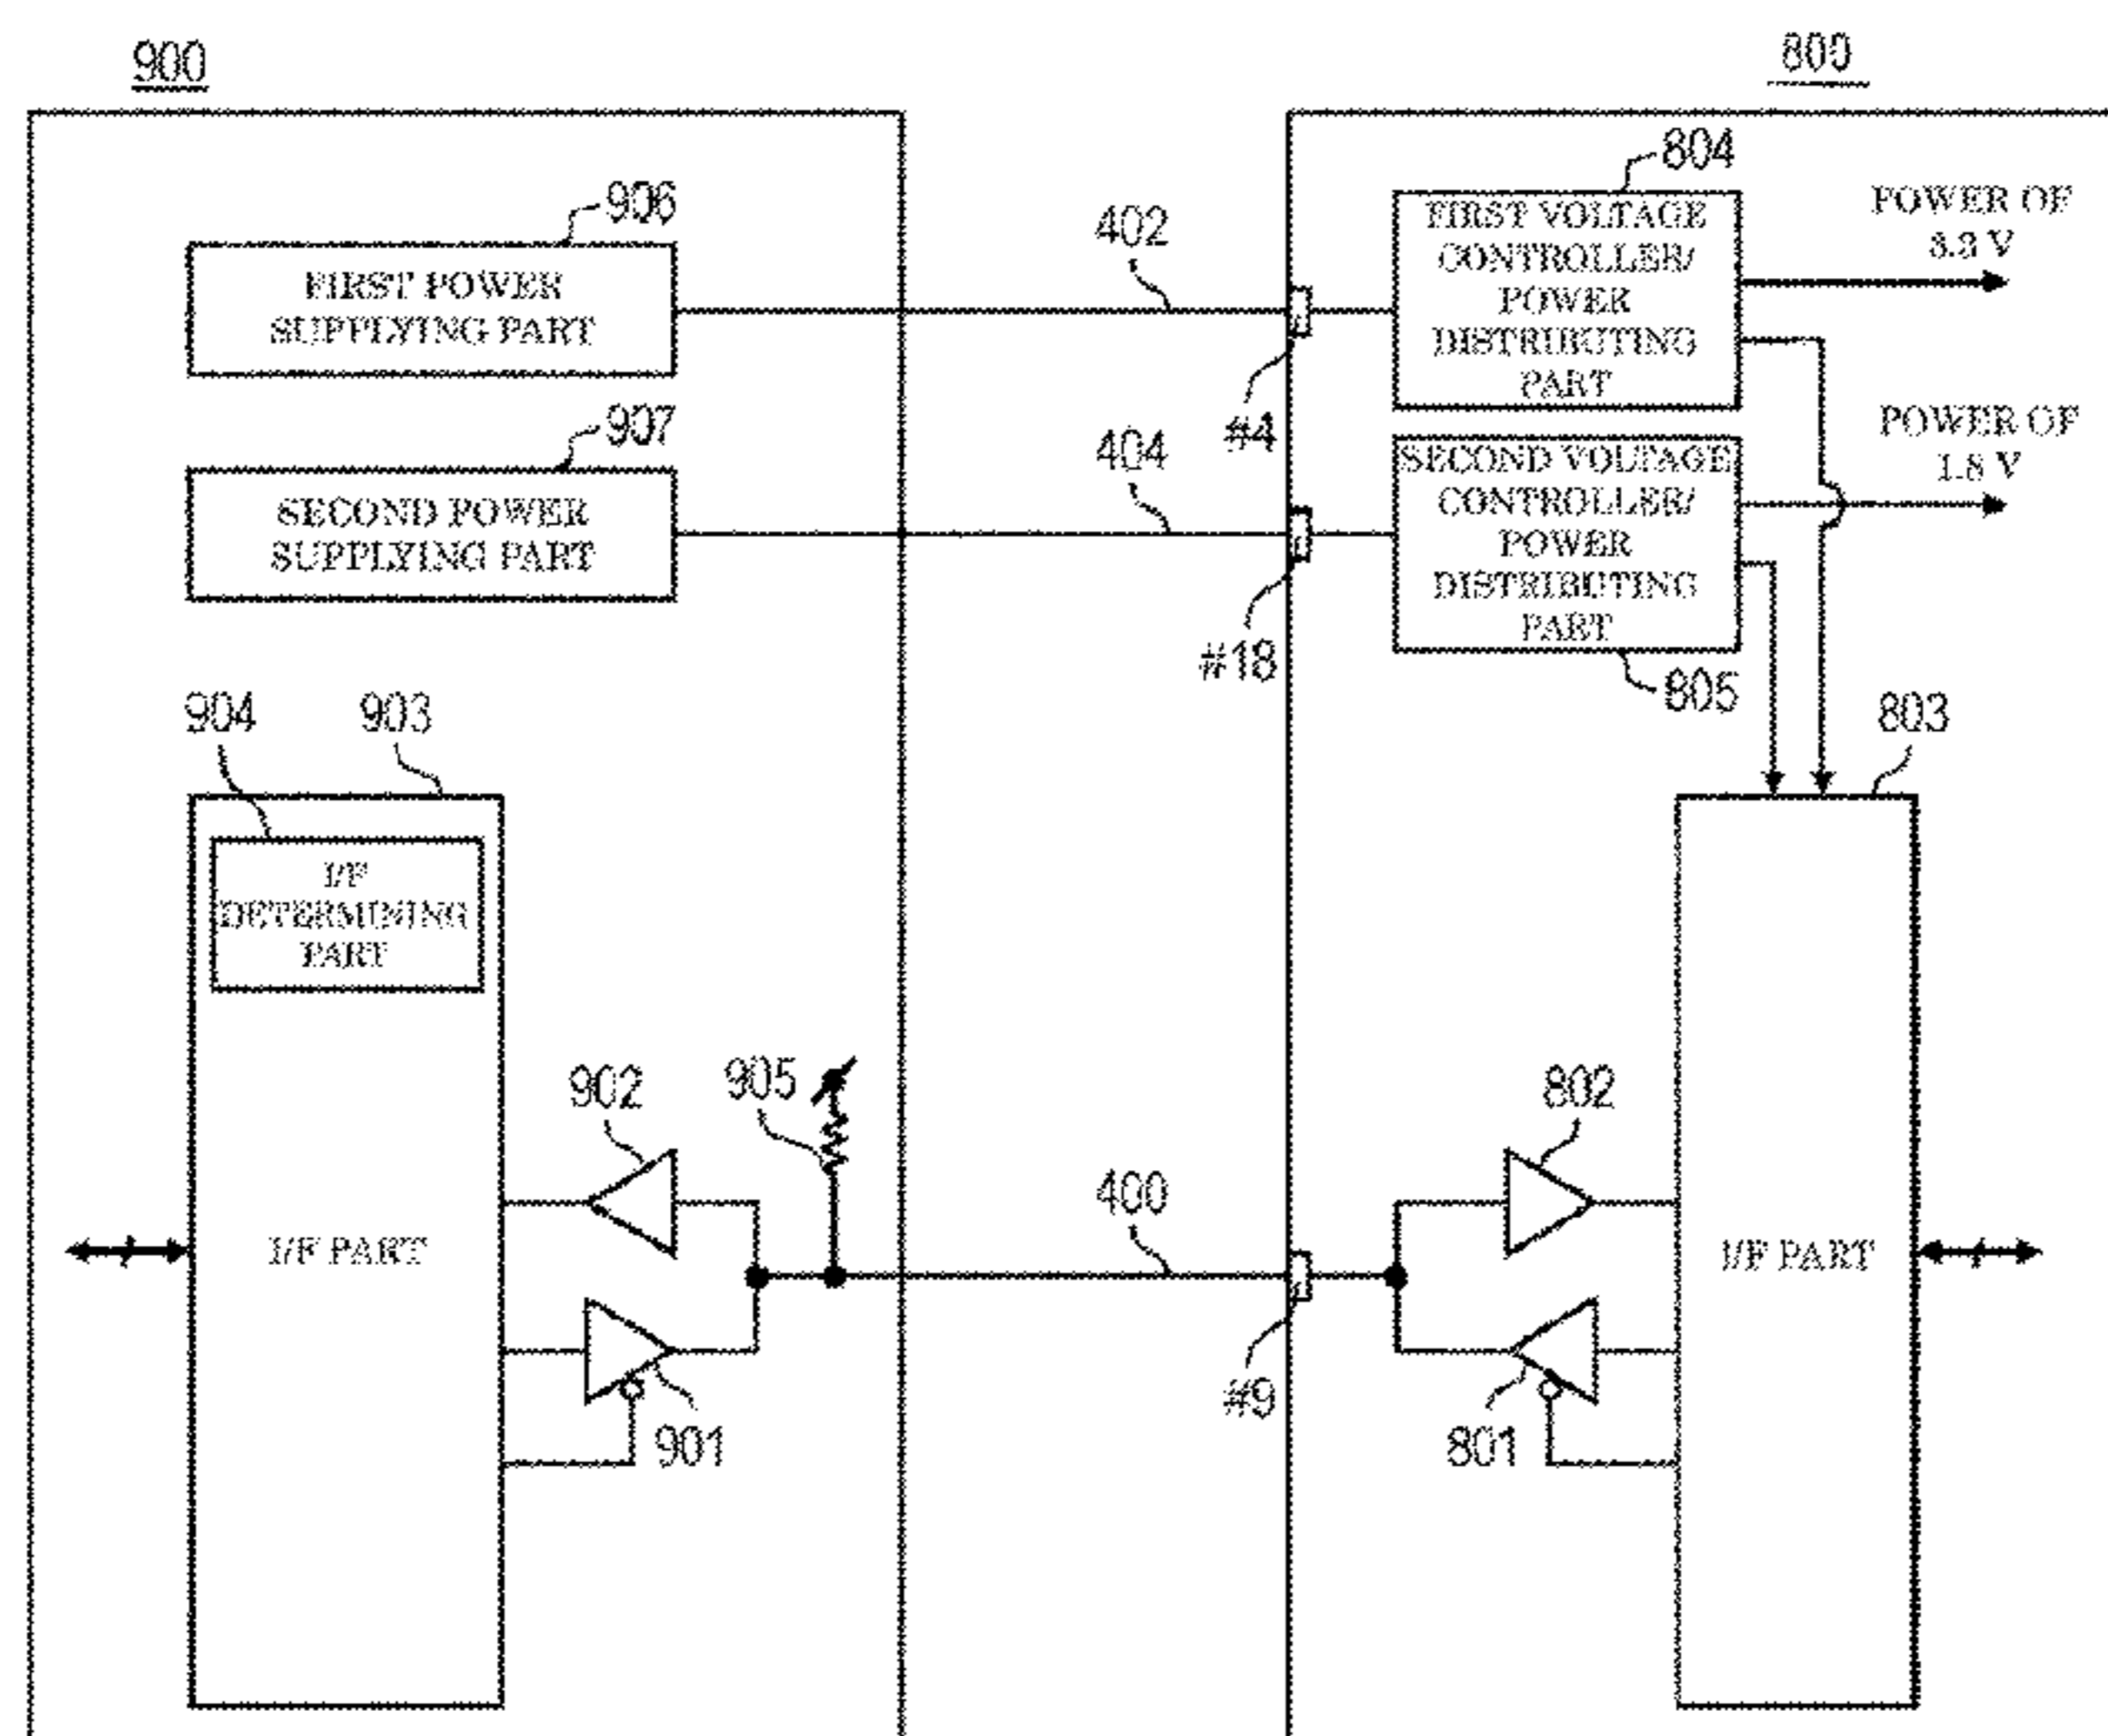 900
800
906
FIRST POWER
SUPPLYING PART
402
#4
804
FIRST VOLTAGE
CONTROLLER/
POWER
DISTRIBUTING
PART
POWER OF
3.3 V
907
SECOND POWER
SUPPLYING PART
404
#18
SECOND VOLTAGE
CONTROLLER/
POWER
DISTRIBUTING
PART
805
POWER OF
1.8 V
904
903
I/F
DETERMINING
PART
I/F PART
902
905
901
400
#9
802
801
803
I/F PART